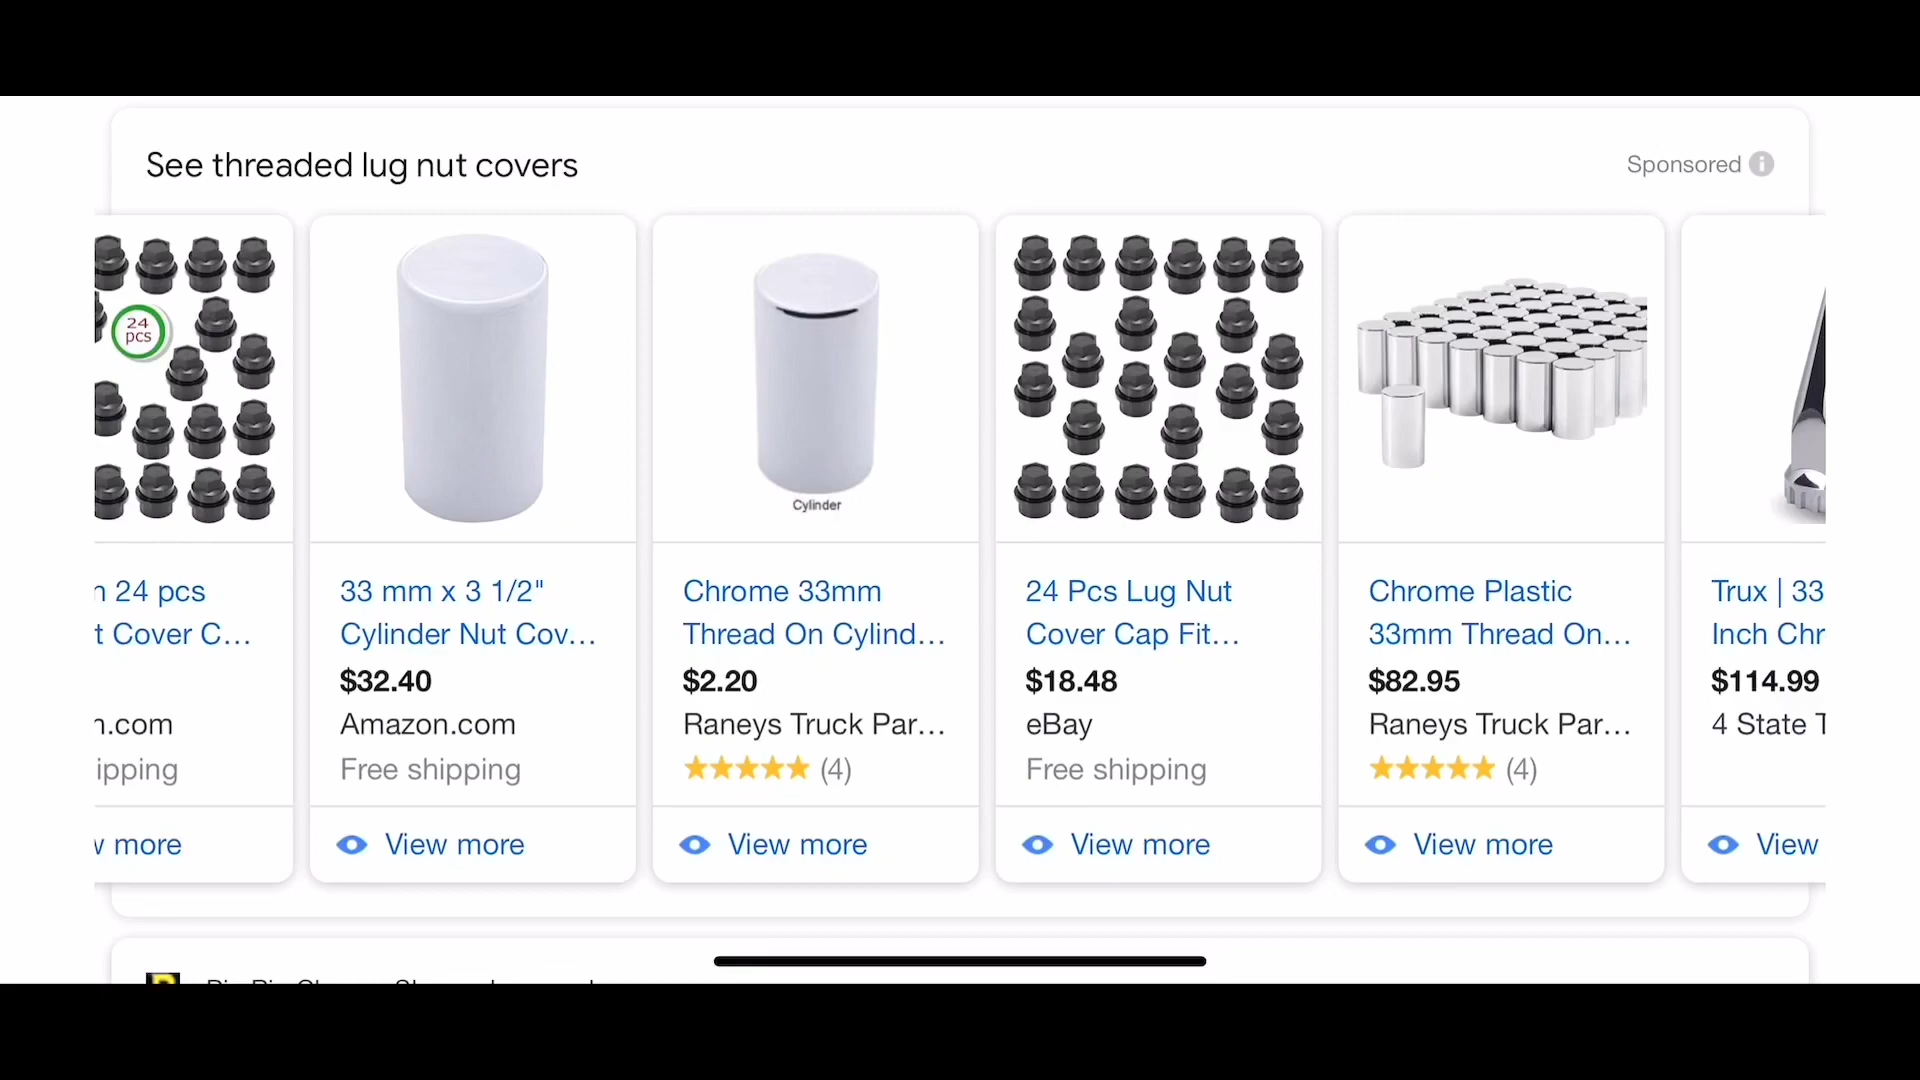 See threaded lug nut covers
Sponsored
24
pcs
Cylinder
24 pcs
t Cover C...
ipping
more
33 mm x 3 1/2"
Cylinder Nut Cov...
$32.40
Amazon.com
Free shipping
View more
Chrome 33mm
Thread On Cylind...
$2.20
Raneys Truck Par...
(4)
View more
24 Pcs Lug Nut
Cover Cap Fit...
$18.48
eBay
Free shipping
View more
Chrome Plastic
33mm Thread On...
$82.95
Raneys Truck Par...
(4)
View more
Trux | 33
Inch Chr
$114.99
4 State T
View